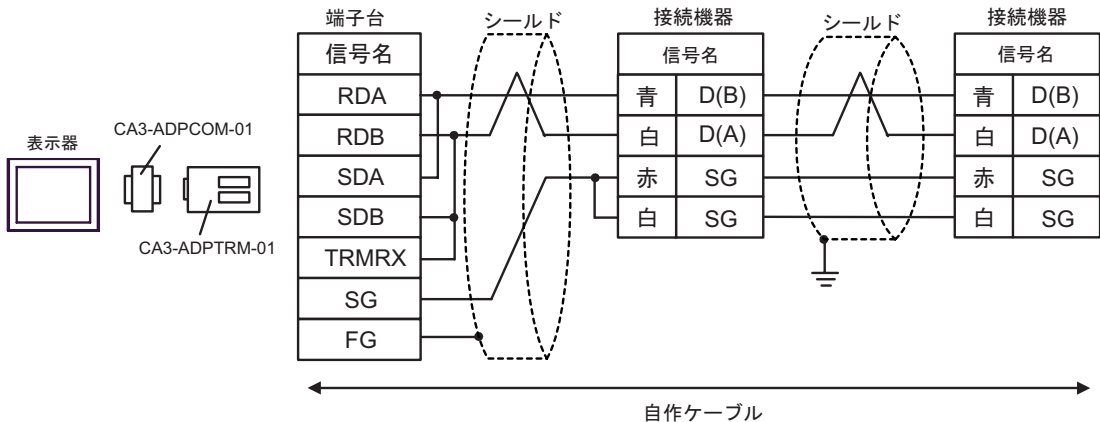 表示器
CA3-ADPCOM-01
CA3-ADPTRM-01
端子台
信号名
RDA
RDB
SDA
SDB
TRMRX
SG
FG
シールド
接続機器
信号名
青 D(B)
白 D(A)
赤 SG
白 SG
シールド
接続機器
信号名
青 D(B)
白 D(A)
赤 SG
白 SG
自作ケーブル